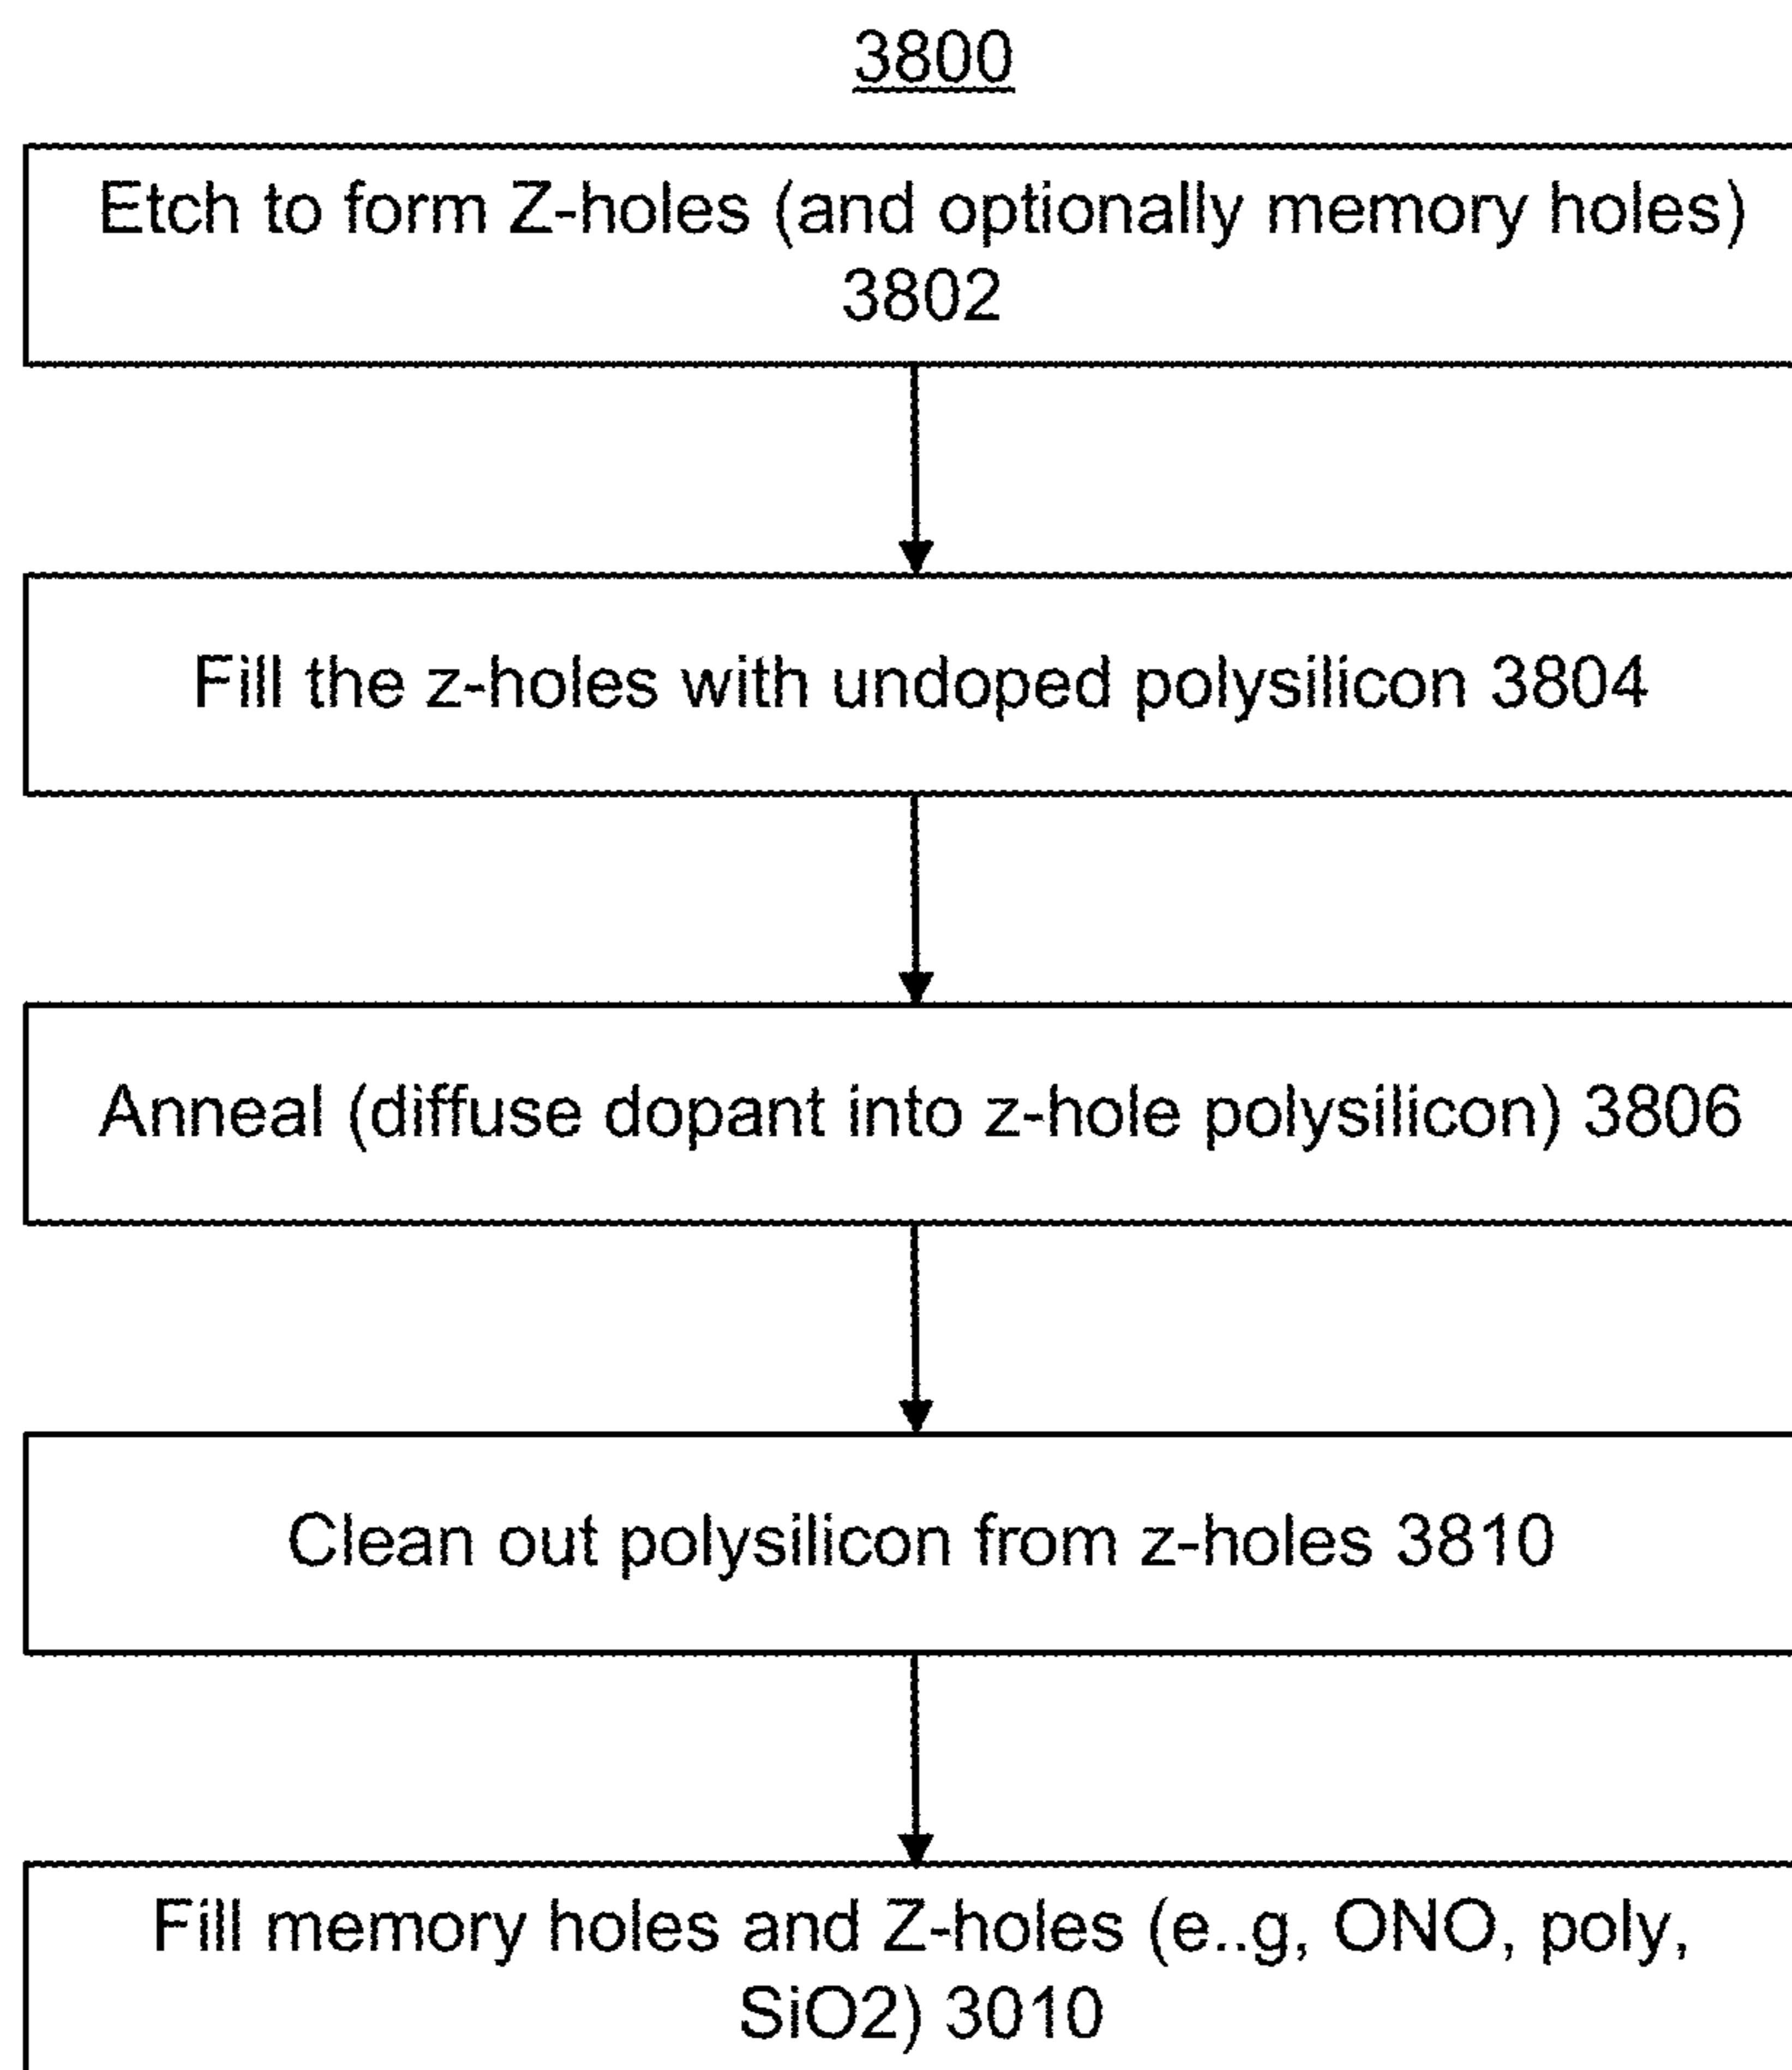 3800
Etch to form Z-holes (and optionally memory holes)
3802
Fill the z-holes with undoped polysilicon 3804
Anneal (diffuse dopant into z-hole polysilicon) 3806
Clean out polysilicon from z-holes 3810
Fill memory holes and Z-holes (e..g, ONO, poly,
SiO2) 3010